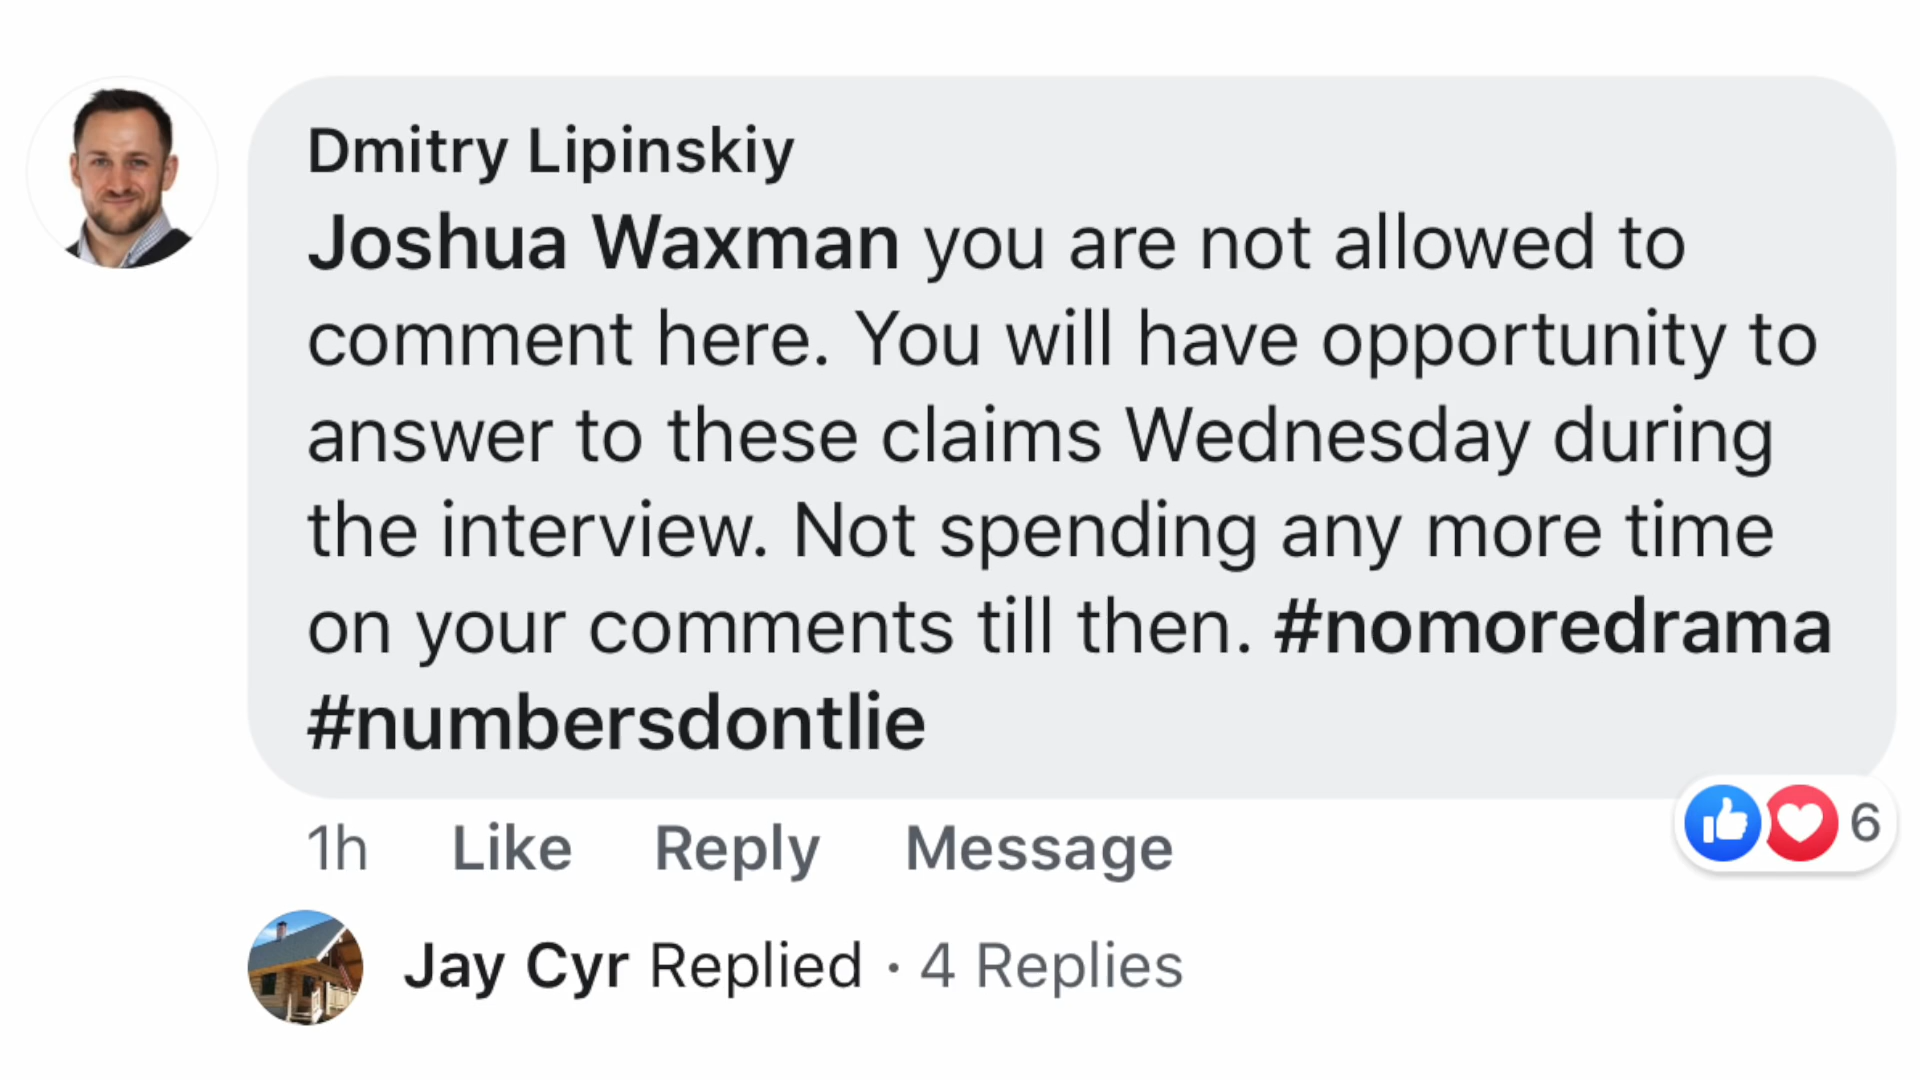 Dmitry Lipinskiy
Joshua Waxman you are not allowed to
comment here. You will have opportunity to
answer to these claims Wednesday during
the interview. Not spending any more time
on your comments till then. #nomoredrama
#numbersdontlie
6
1h Like Reply Message
Jay Cyr Replied · 4 Replies